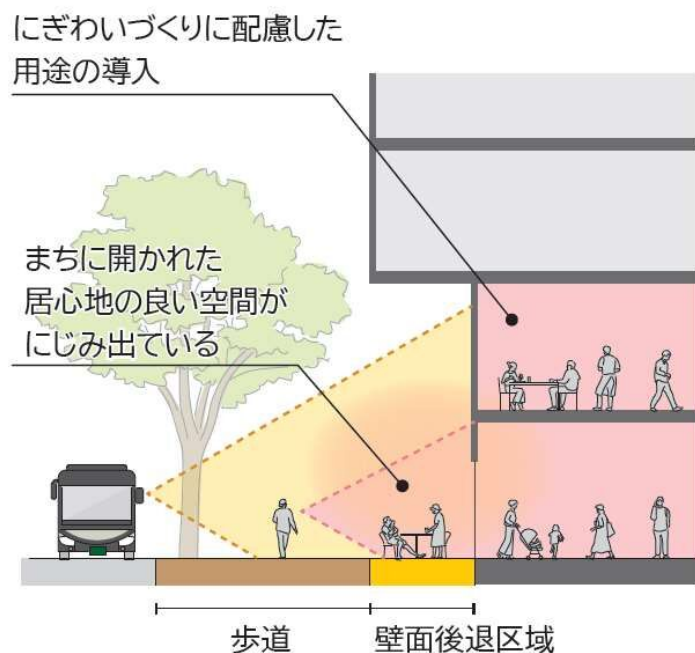 にぎわいづくりに配慮した
用途の導入
まちに開かれた
居心地の良い空間が
にじみ出ている
歩道
壁面後退区域